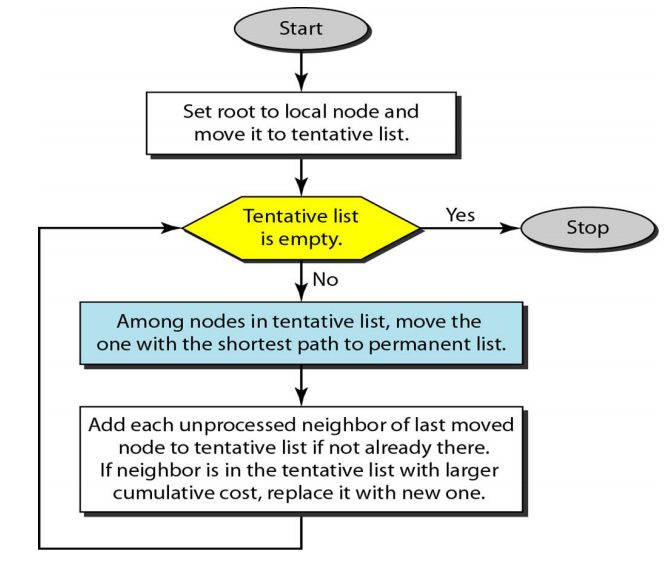 Start
Set root to local node and
move it to tentative list.
Tentative list
is empty.
Yes
Stop
No
Among nodes in tentative list, move the
one with the shortest path to permanent list.
Add each unprocessed neighbor of last moved
node to tentative list if not already there.
If neighbor is in the tentative list with larger
cumulative cost, replace it with new one.